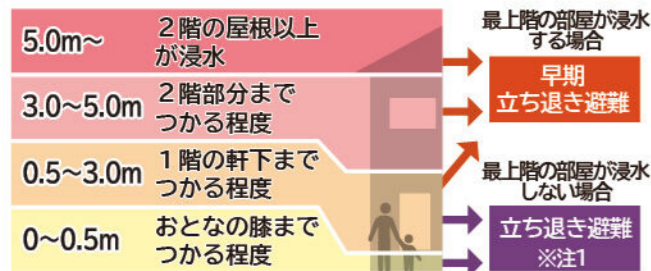 5.0m～
２階の屋根以上
が浸水
3.0～5.0m
２階部分まで
つかる程度
0.5～3.0m
１階の軒下まで
つかる程度
0～0.5m
おとなの膝まで
つかる程度
最上階の部屋が浸水
する場合
早期
立ち退き避難
最上階の部屋が浸水
しない場合
立ち退き避難
※注1